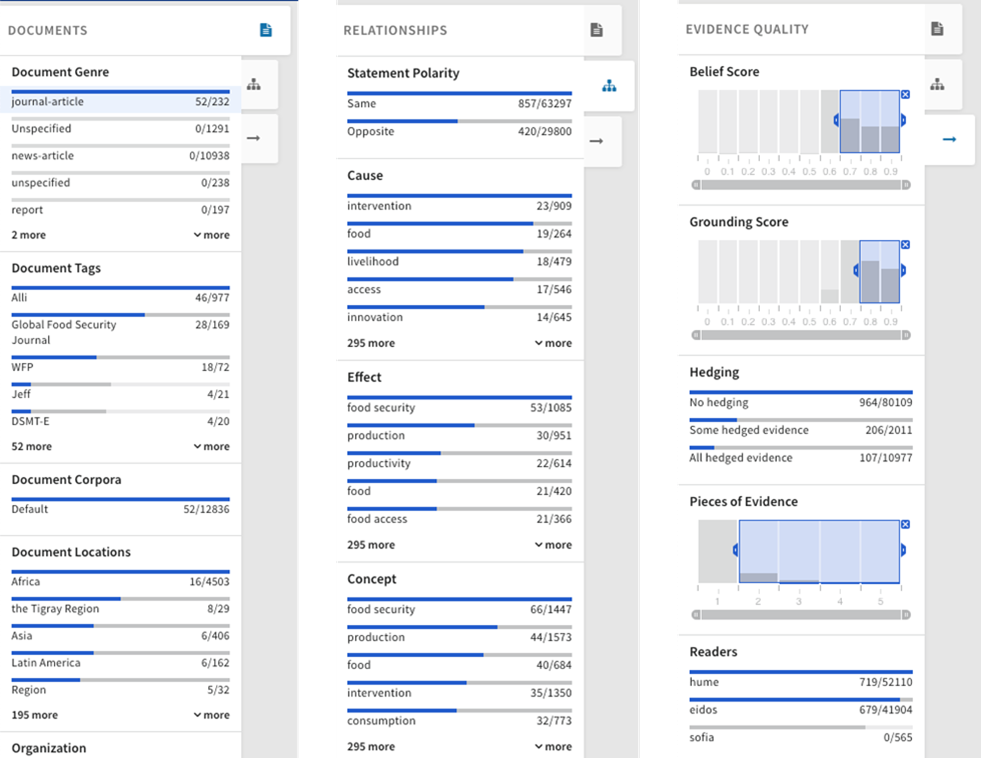 DOCUMENTS
Document Genre
journal-article 52/232
Unspecified 0/1291
news-article 0/10938
unspecified 0/238
report 0/197
2 more more
Document Tags
Alli 46/977
Global Food Security 28/169
Journal
WFP 18/72
Jeff 4/21
DSMT-E 4/20
52 more more
Document Corpora
Default 52/12836
Document Locations
Africa 16/4503
the Tigray Region 8/29
Asia 6/406
Latin America 6/162
Region 5/32
195 more more
Organization
RELATIONSHIPS
Statement Polarity
Same 857/63297
Opposite 420/29800
Cause
intervention 23/909
food 19/264
livelihood 18/479
access 17/546
innovation 14/645
295 more more
Effect
food security 53/1085
production 30/951
productivity 22/614
food 21/420
food access 21/366
295 more more
Concept
food security 66/1447
production 44/1573
food 40/684
intervention 35/1350
consumption 32/773
295 more more
EVIDENCE QUALITY
Belief Score
0 0.2 0.3 0.4 0.5 0.6 0.7 0.8 0.9
Grounding Score
0 0.2 0.3 0.4 0.5 0.6 0.7 0.8 0.9
Hedging
No hedging 964/80109
Some hedged evidence 206/2011
All hedged evidence 107/10977
Pieces of Evidence
1 2 3 4 5
Readers
hume 719/52110
eidos 679/41904
sofia 0/565